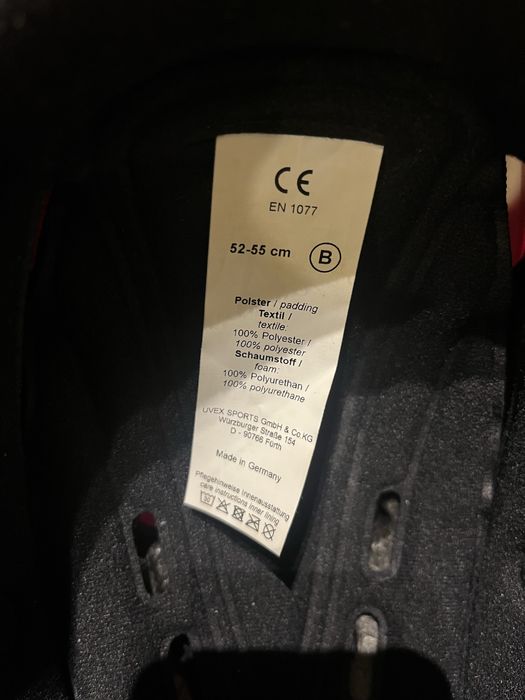 CE
EN 1077
52-55 cm B
Polster / padding
Textil /
textile:
100% Polyester /
100% polyester
Schaumstoff /
foam:
100% Polyurethan /
100% polyurethane
UVEX SPORTS GmbH & Co.KG
Würzburger Straße 154
D - 90766 Fürth
Made in Germany
Pflegehinweise Innenausstattung
care instructions inner lining
30